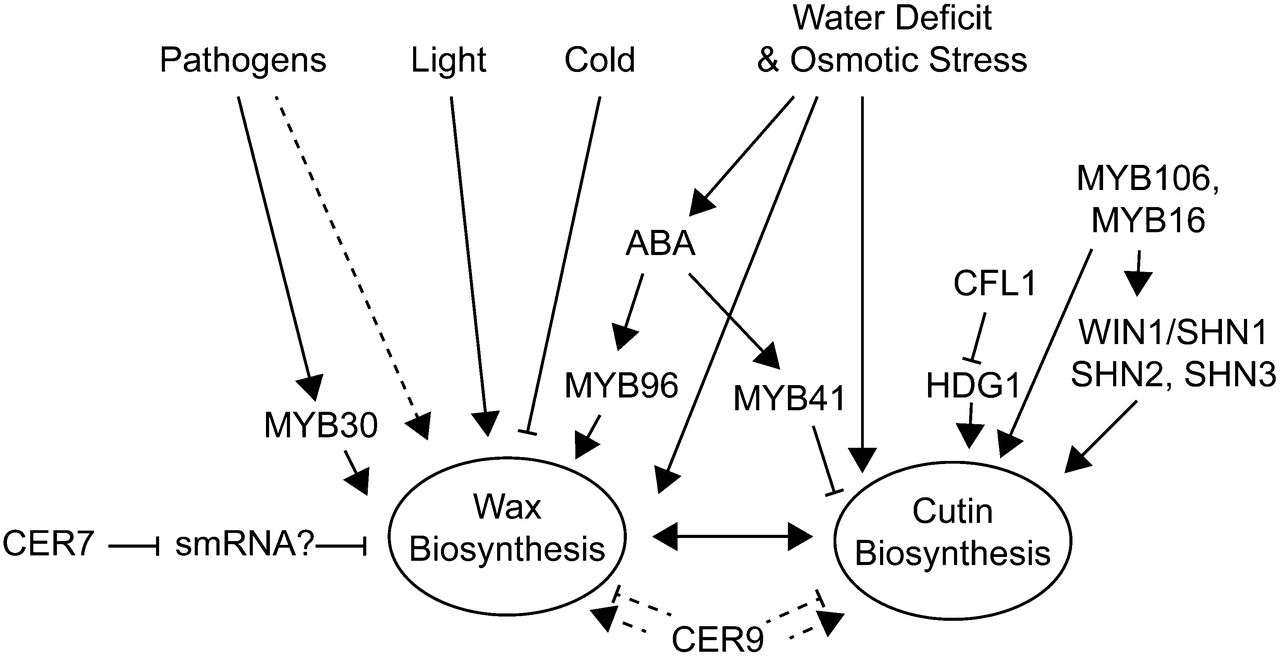 Water Deficit
& Osmotic Stress
Pathogens
Light
Cold
MYB106,
MYB16
ABA
CFL1
WIN1/SHN1
SHN2, SHN3
MYB96
MYB41
HDG1
MYB30
Wax
Biosynthesis
Cutin
Biosynthesis
CER7
smRNA?
CER9